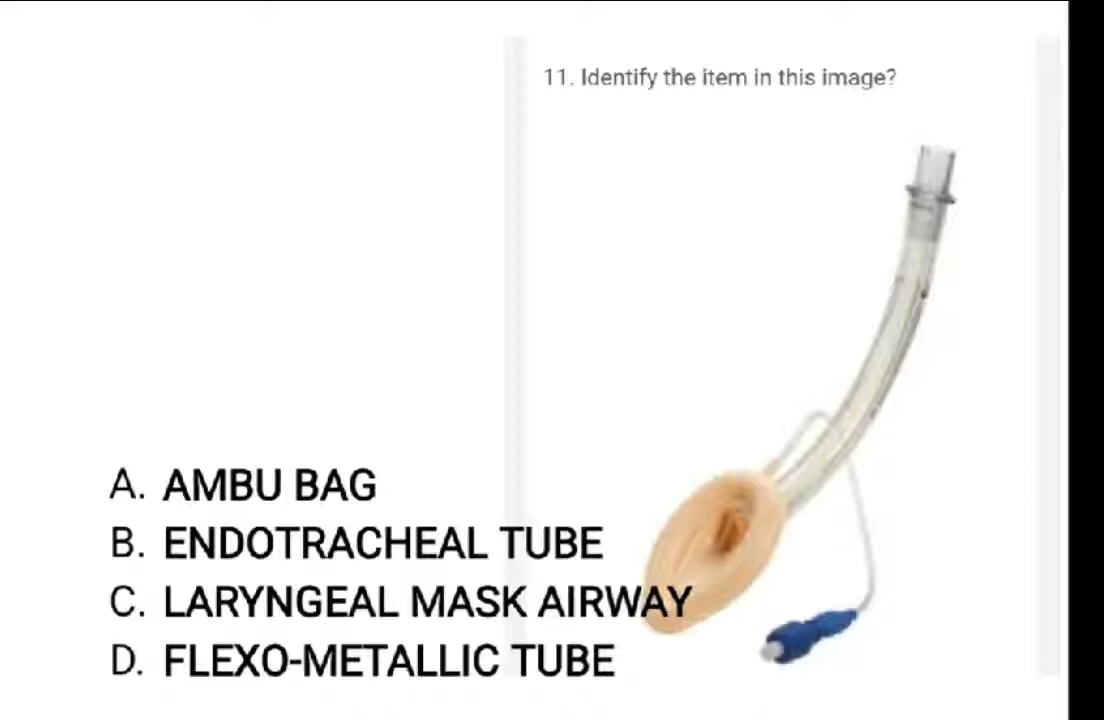 11. Identify the item in this image?
A. AMBU BAG
B. ENDOTRACHEAL TUBE
C. LARYNGEAL MASK AIRWAY
D. FLEXO-METALLIC TUBE